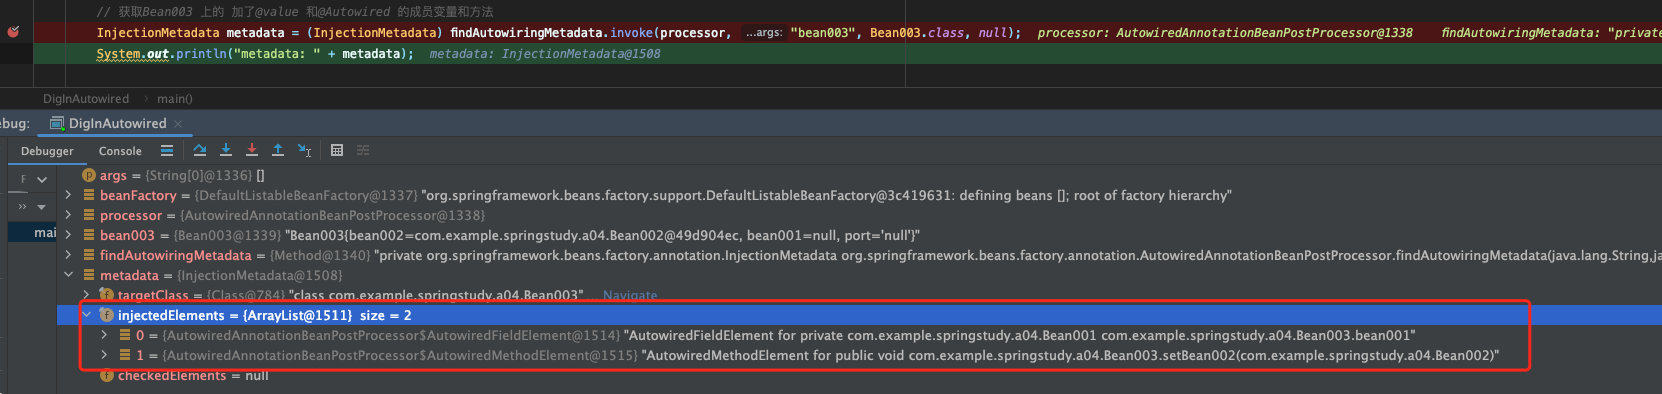 // 获取Bean003 上的 加了@value 和@Autowired 的成员变量和方法
InjectionMetadata metadata = (InjectionMetadata) findAutowiringMetadata.invoke(processor, ...args: "bean003", Bean003.class, null); processor: AutowiredAnnotationBeanPostProcessor@1338 findAutowiringMetadata: "private
System.out.println("metadata: " + metadata); metadata: InjectionMetadata@1508
DigInAutowired › main()
ebug: DigInAutowired ×
Debugger Console
F
args = {String[0]@1336} []
beanFactory = {DefaultListableBeanFactory@1337} "org.springframework.beans.factory.support.DefaultListableBeanFactory@3c419631: defining beans []; root of factory hierarchy"
» processor = {AutowiredAnnotationBeanPostProcessor@1338}
mai bean003 = {Bean003@1339} "Bean003{bean002=com.example.springstudy.a04.Bean002@49d904ec, bean001=null, port='null'}"
findAutowiringMetadata = {Method@1340} "private org.springframework.beans.factory.annotation.InjectionMetadata org.springframework.beans.factory.annotation.AutowiredAnnotationBeanPostProcessor.findAutowiringMetadata(java.lang.String,ja
metadata = {InjectionMetadata@1508}
targetClass = {Class@784} "class com.example.springstudy.a04.Bean003" ... Navigate
injectedElements = {ArrayList@1511} size = 2
0 = {AutowiredAnnotationBeanPostProcessor$AutowiredFieldElement@1514} "AutowiredFieldElement for private com.example.springstudy.a04.Bean001 com.example.springstudy.a04.Bean003.bean001"
1 = {AutowiredAnnotationBeanPostProcessor$AutowiredMethodElement@1515} "AutowiredMethodElement for public void com.example.springstudy.a04.Bean003.setBean002(com.example.springstudy.a04.Bean002)"
checkedElements = null